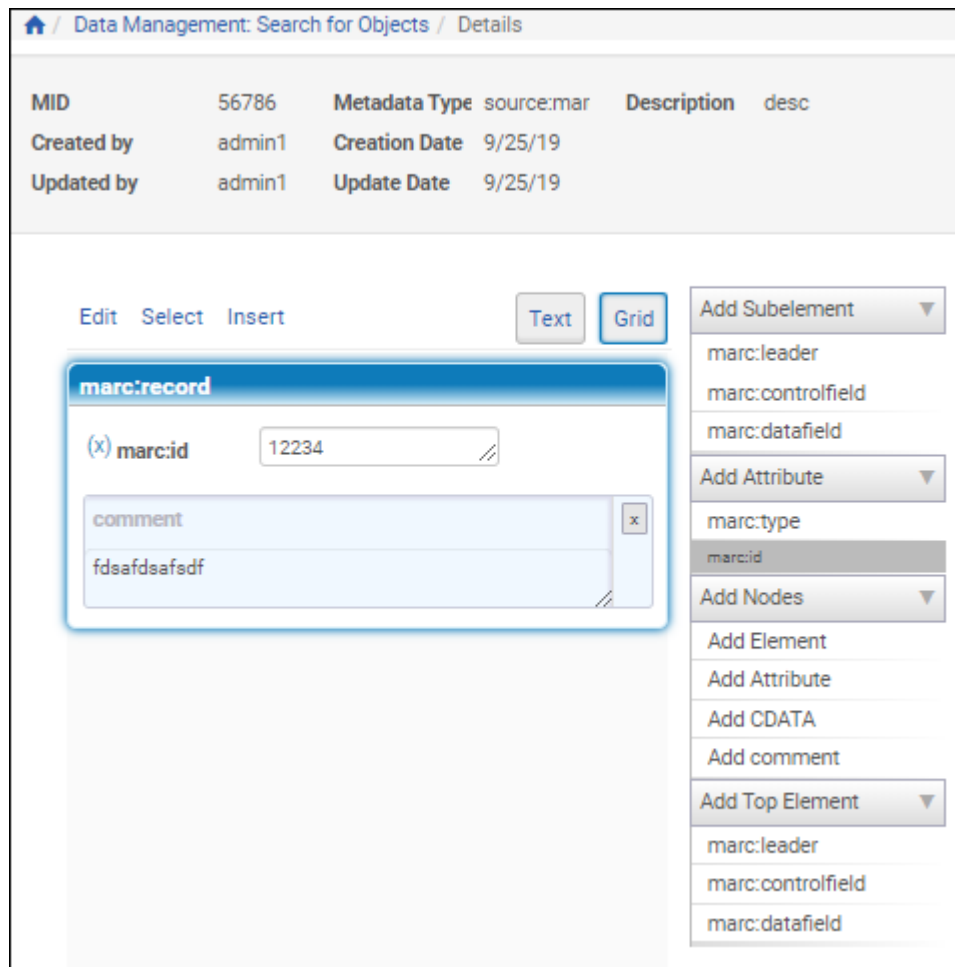 / Data Management: Search for Objects / Details
MID 56786 Metadata Type source:mar Description desc
Created by admin1 Creation Date 9/25/19
Updated by admin1 Update Date 9/25/19
Edit Select Insert Text Grid
marc:record
(x) marc:id 12234
comment x
fdsafdsafsdf
Add Subelement
marc:leader
marc:controlfield
marc:datafield
Add Attribute
marc:type
marc:id
Add Nodes
Add Element
Add Attribute
Add CDATA
Add comment
Add Top Element
marc:leader
marc:controlfield
marc:datafield